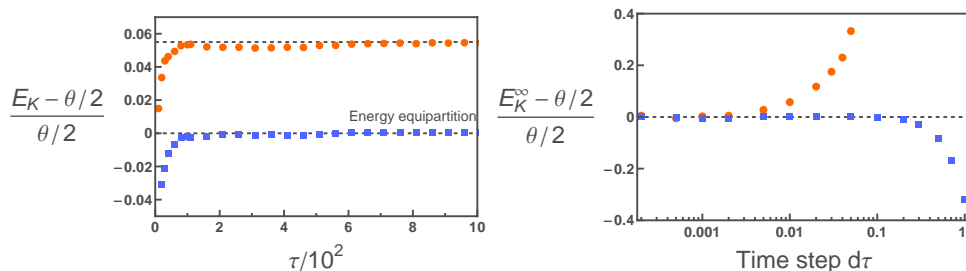 0.06
0.04
0.02
0
−0.02
−0.04
E_K − θ/2
θ/2
Energy equipartition
0 2 4 6 8 10
τ/10²
0.4
0.2
0
−0.2
−0.4
E_K^∞ − θ/2
θ/2
0.001 0.01 0.1 1
Time step dτ